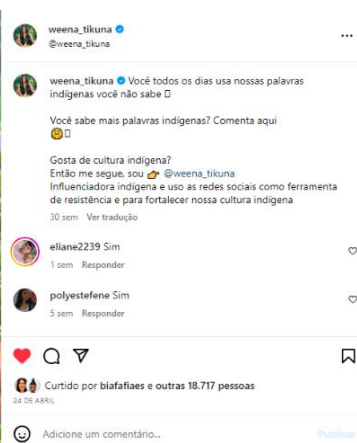 weena_tikuna
@weena_tikuna
weena_tikuna Você todos os dias usa nossas palavras
indígenas você não sabe
Você sabe mais palavras indígenas? Comenta aqui
Gosta de cultura indígena?
Então me segue, sou 👉 @weena_tikuna
Influenciadora indígena e uso as redes sociais como ferramenta
de resistência e para fortalecer nossa cultura indígena
30 sem Ver tradução
eliane2239 Sim
1 sem Responder
polyestefene Sim
5 sem Responder
Curtido por biafafiaes e outras 18.717 pessoas
24 DE ABRIL
Adicione um comentário...
Publicar